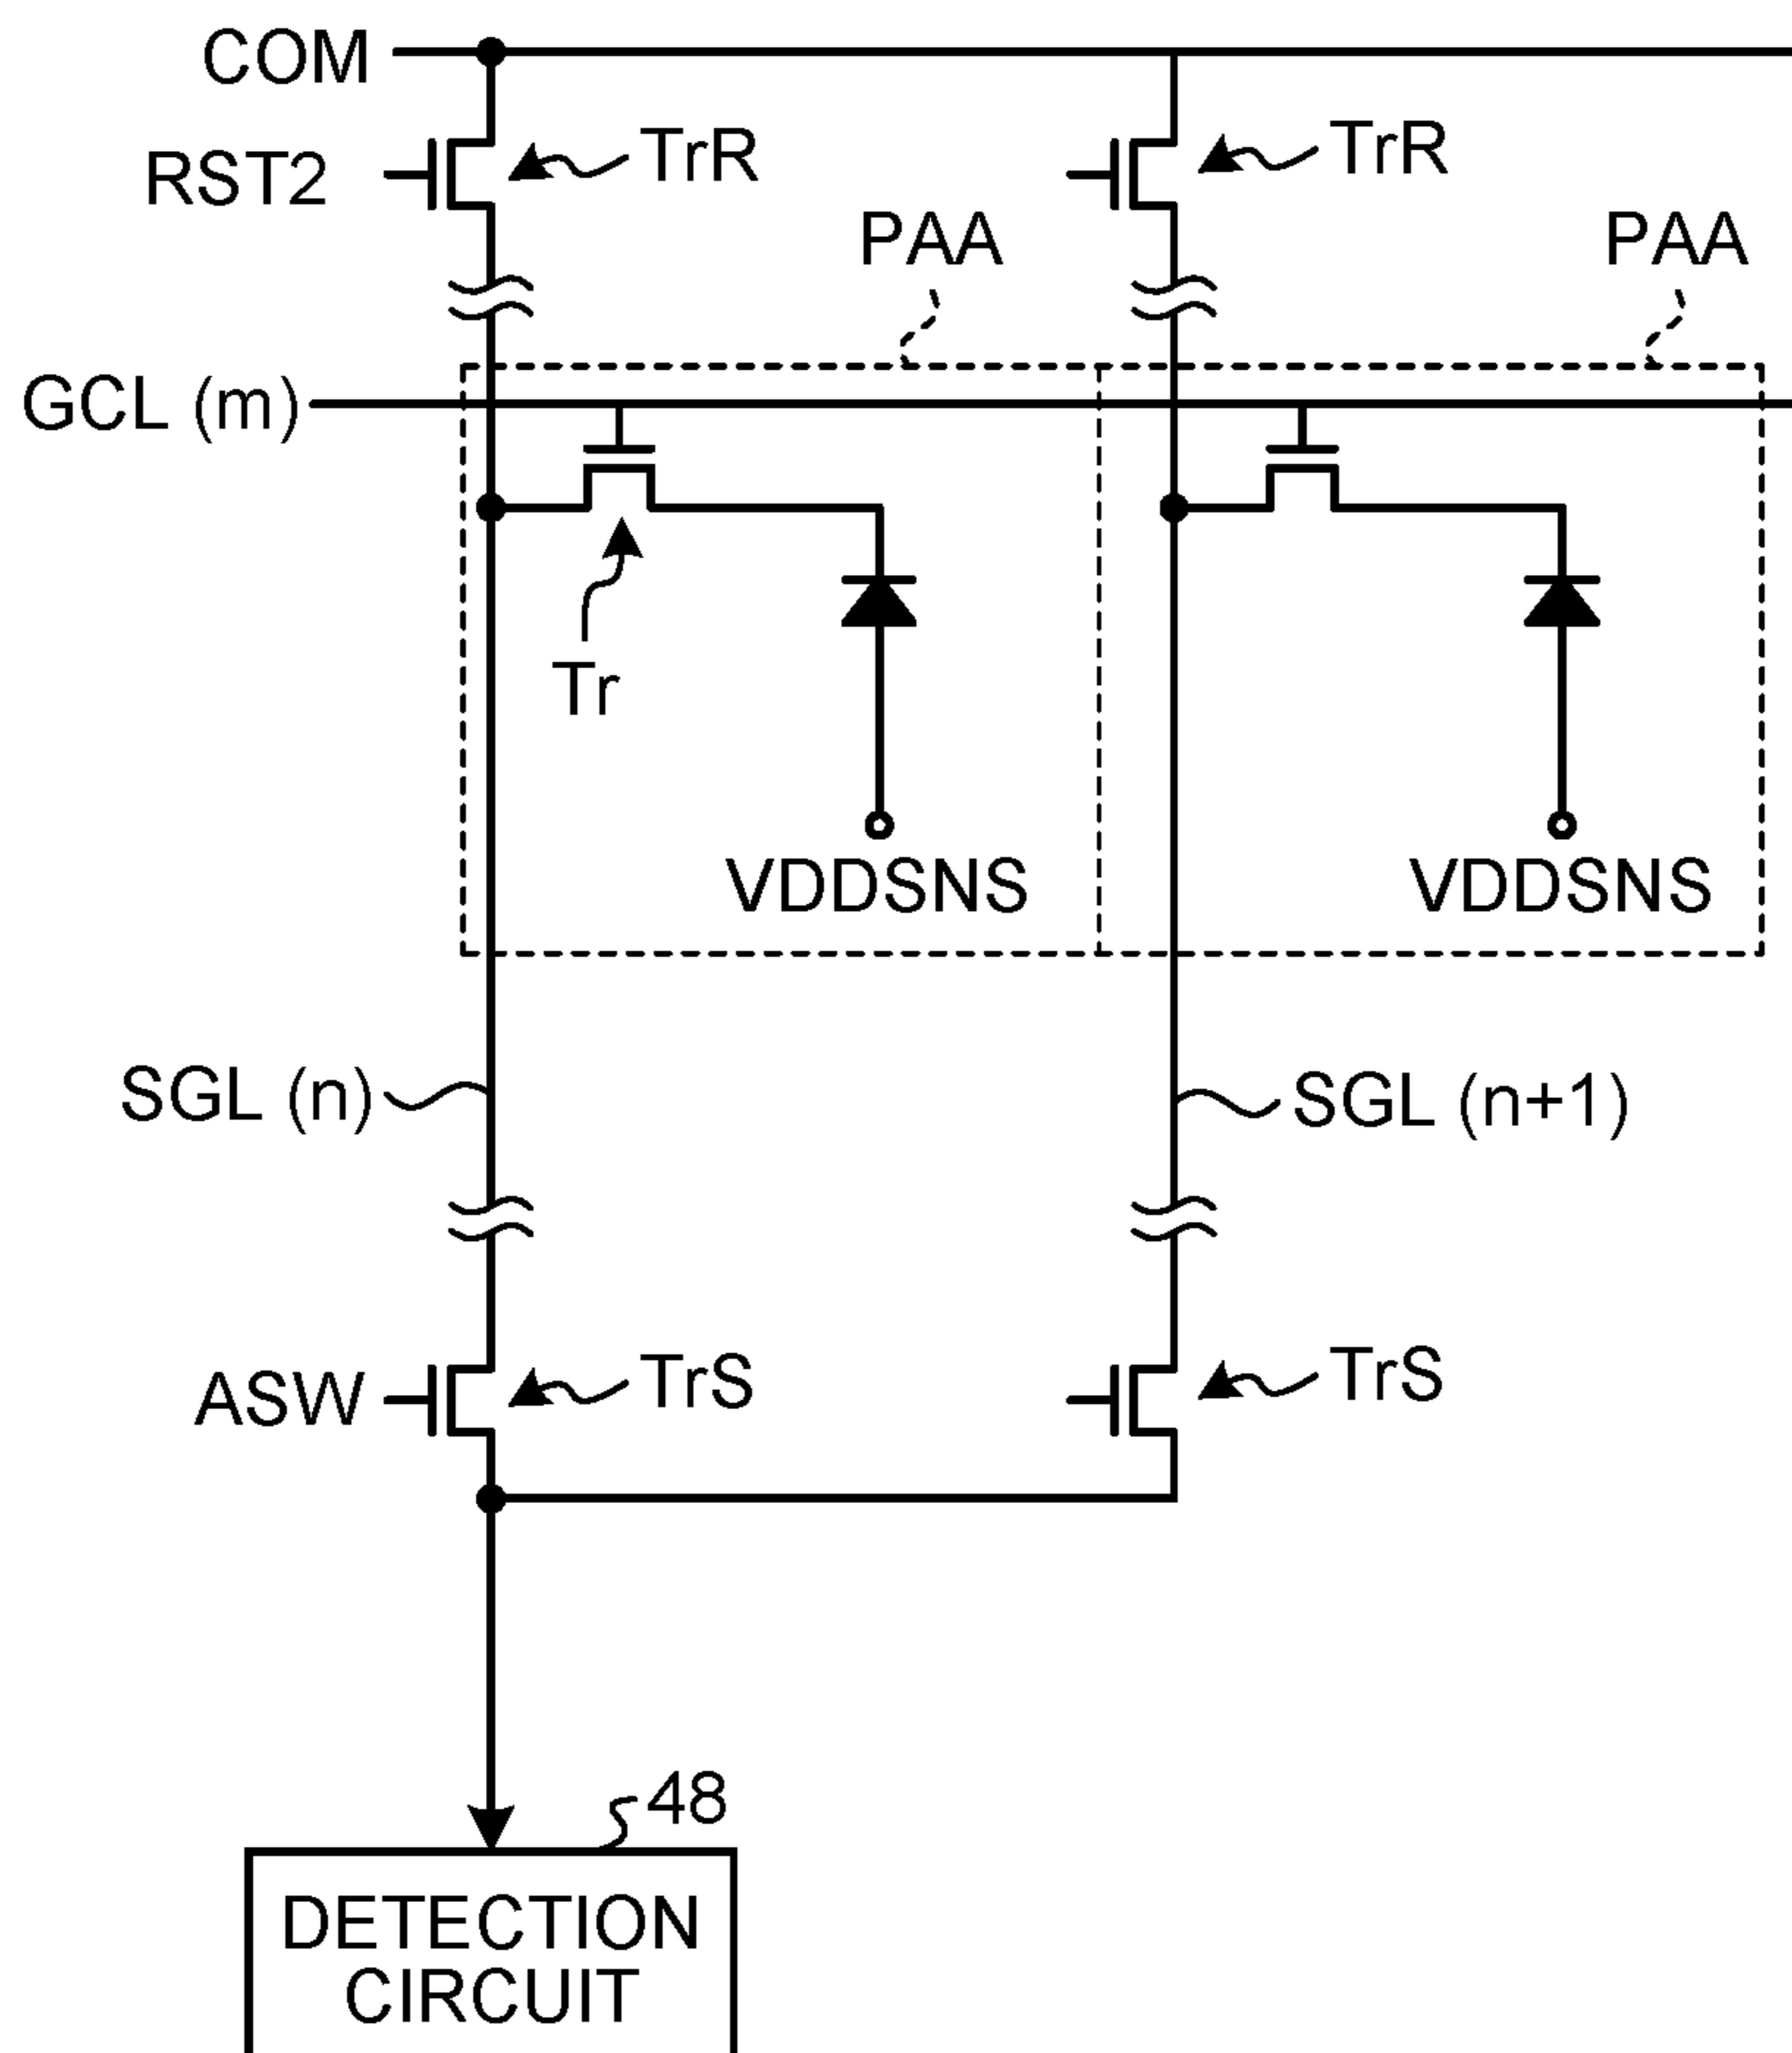 COM
RST2
TrR
TrR
PAA
PAA
GCL (m)
Tr
VDDSNS
VDDSNS
SGL (n)
SGL (n+1)
ASW
TrS
TrS
48
DETECTION
CIRCUIT